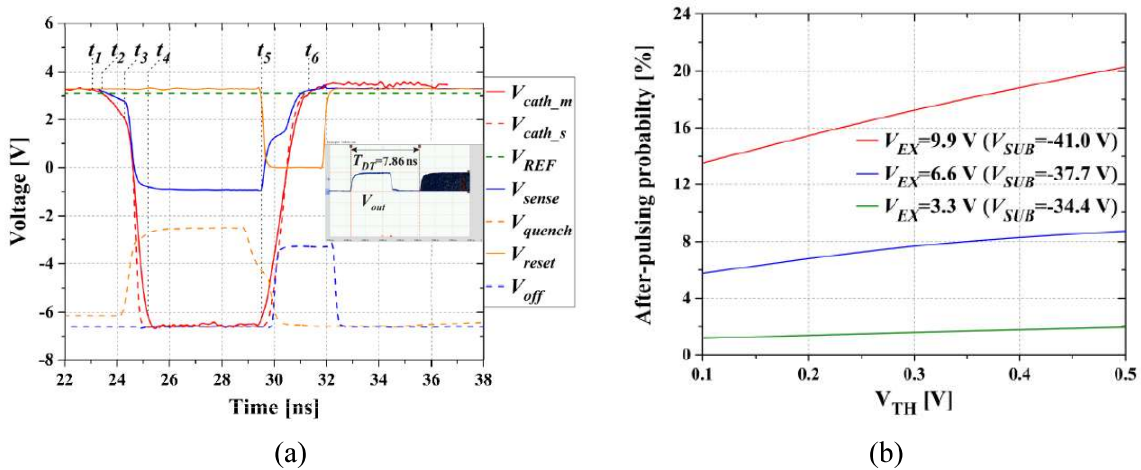 Voltage [V]
6
4
2
0
-2
-4
-6
-8
t1 t2 t3 t4 t5 t6
Vcath_m
Vcath_s
VREF
Vsense
Vquench
Vreset
Voff
TDT=7.86 ns
Vout
22 24 26 28 30 32 34 36 38
Time [ns]
(a)
After-pulsing probabilty [%]
24
20
16
12
8
4
0
VEX=9.9 V (VSUB=-41.0 V)
VEX=6.6 V (VSUB=-37.7 V)
VEX=3.3 V (VSUB=-34.4 V)
0.1 0.2 0.3 0.4 0.5
VTH [V]
(b)